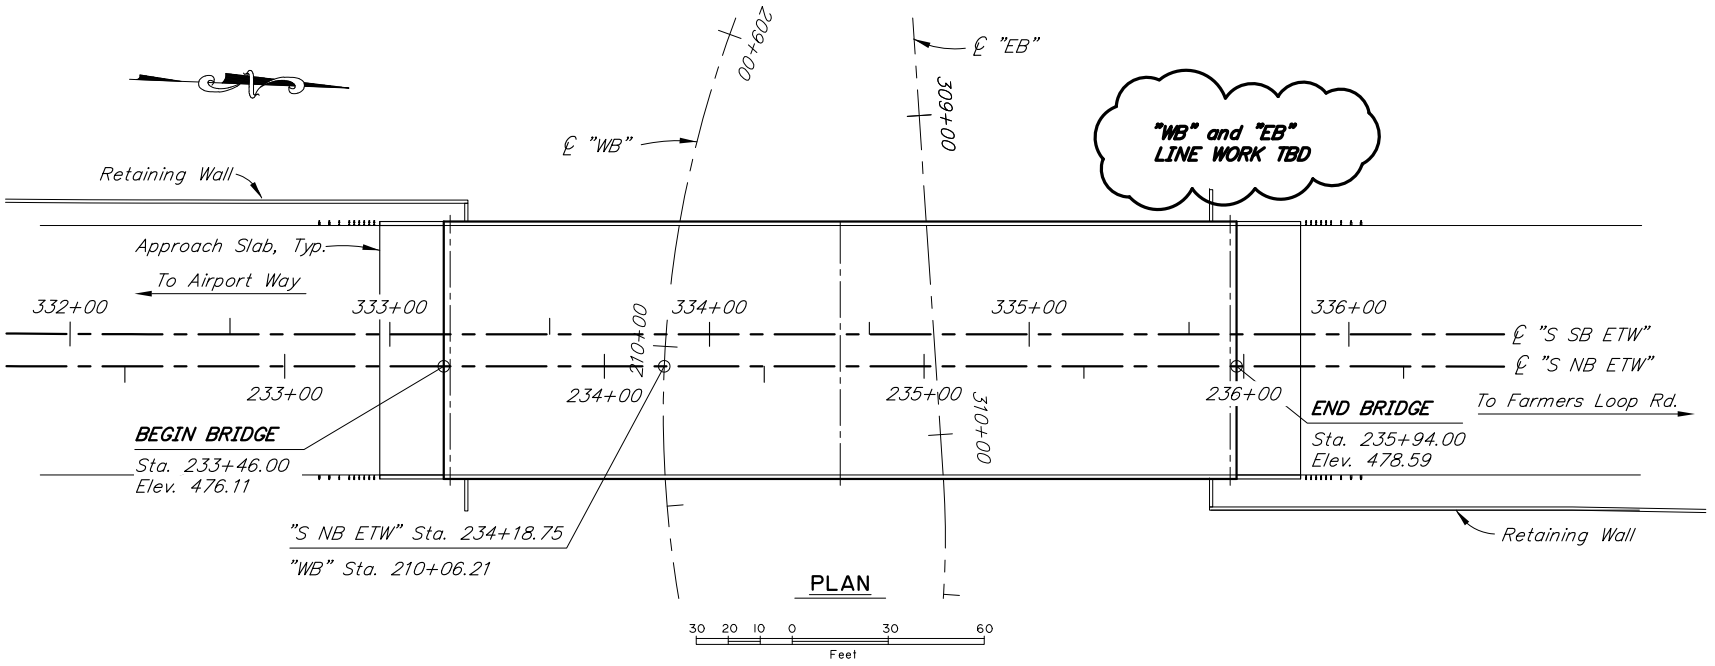 209+00
℄ "EB"
309+00
℄ "WB"
"WB" and "EB"
LINE WORK TBD
Retaining Wall
Approach Slab, Typ.
To Airport Way
332+00
333+00
334+00
335+00
336+00
210+00
℄ "S SB ETW"
℄ "S NB ETW"
233+00
234+00
235+00
236+00
310+00
To Farmers Loop Rd.
BEGIN BRIDGE
Sta. 233+46.00
Elev. 476.11
END BRIDGE
Sta. 235+94.00
Elev. 478.59
"S NB ETW" Sta. 234+18.75
"WB" Sta. 210+06.21
Retaining Wall
PLAN
30 20 10 0 30 60
Feet